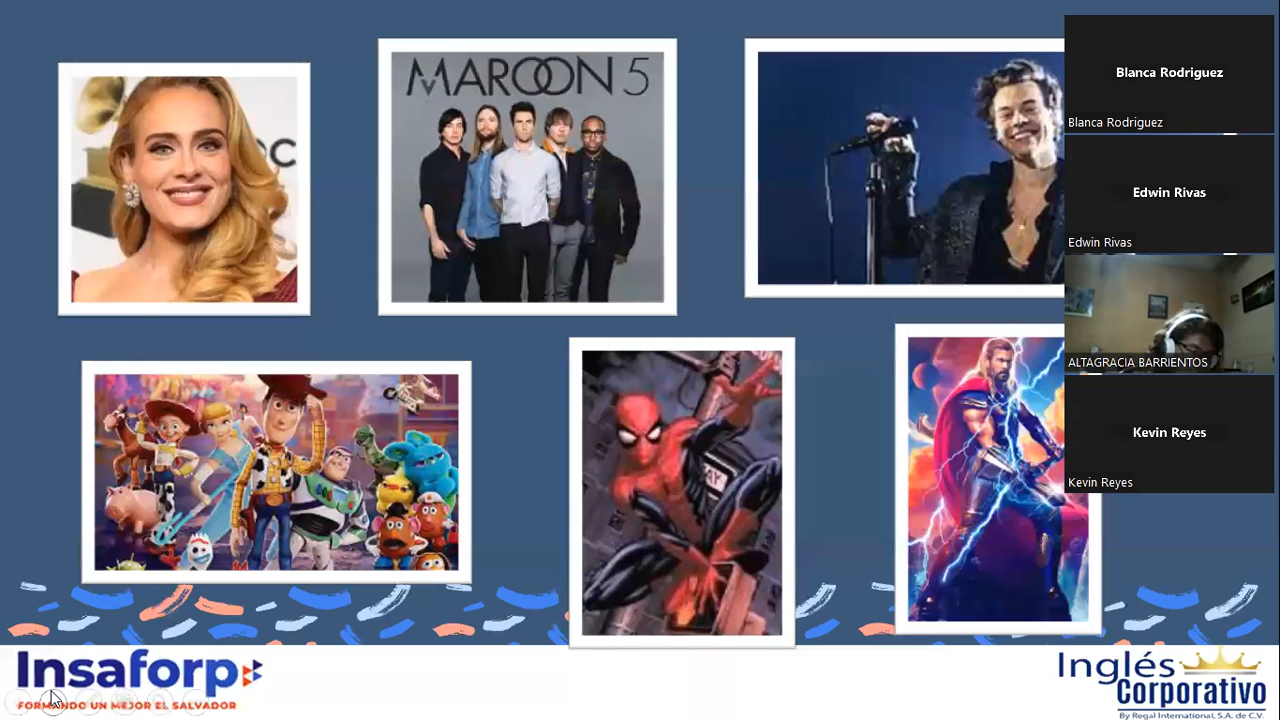 MAROON 5
OC
Blanca Rodriguez
Blanca Rodriguez
Edwin Rivas
Edwin Rivas
ALTAGRACIA BARRIENTOS
Kevin Reyes
Kevin Reyes
Insaforp
FORMANDO UN MEJOR EL SALVADOR
Inglés
Corporativo
By Regal International, S.A. de C.V.